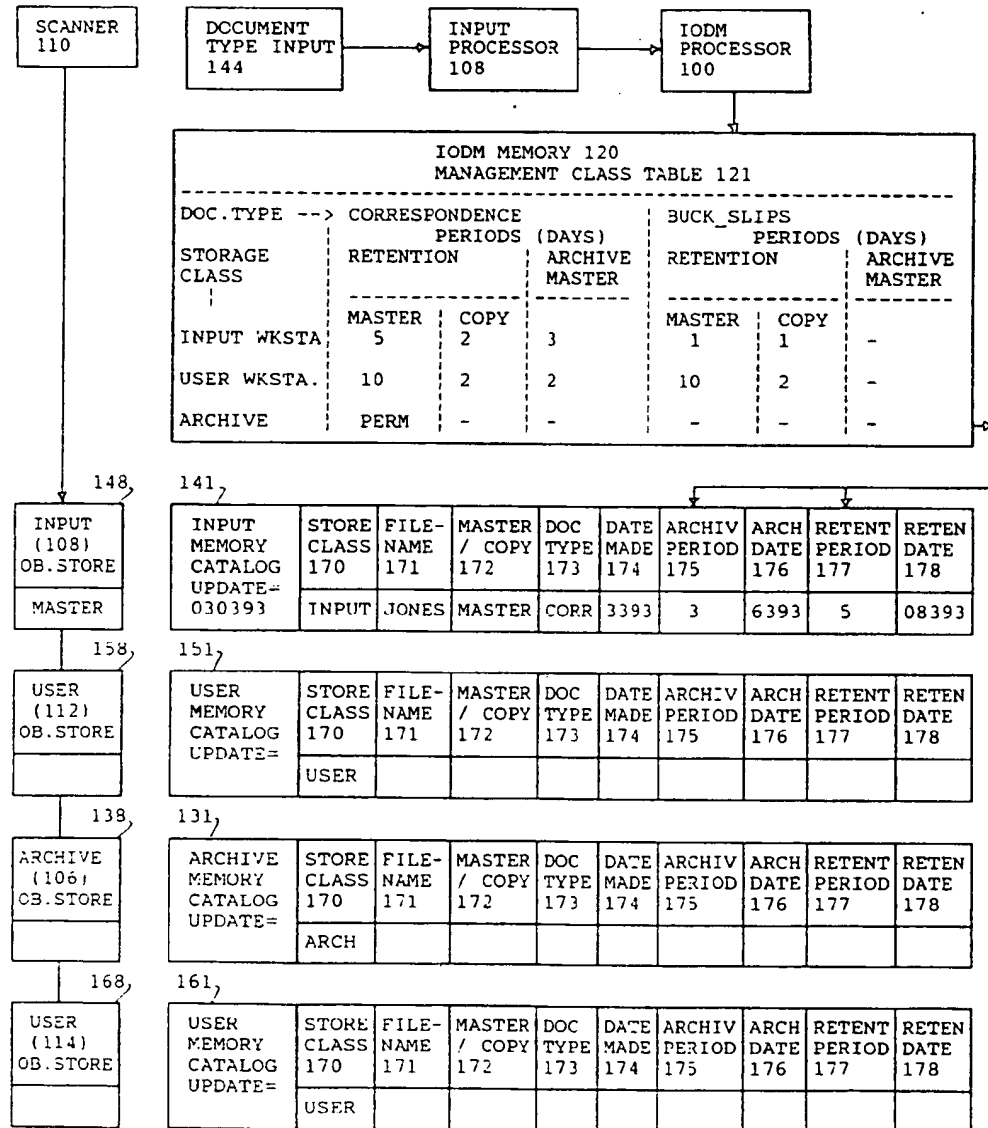 SCANNER
110
DOCUMENT
TYPE INPUT
144
INPUT
PROCESSOR
108
IODM
PROCESSOR
100
IODM MEMORY 120
MANAGEMENT CLASS TABLE 121
DOC.TYPE --> CORRESPONDENCE BUCK_SLIPS
PERIODS (DAYS) PERIODS (DAYS)
STORAGE RETENTION ARCHIVE RETENTION ARCHIVE
CLASS MASTER MASTER
MASTER COPY MASTER COPY
INPUT WKSTA 5 2 3 1 1 -
USER WKSTA. 10 2 2 10 2 -
ARCHIVE PERM - - - - -
148
INPUT
(108)
OB.STORE
MASTER
141
INPUT STORE FILE- MASTER DOC DATE ARCHIV ARCH RETENT RETEN
MEMORY CLASS NAME / COPY TYPE MADE PERIOD DATE PERIOD DATE
CATALOG 170 171 172 173 174 175 176 177 178
UPDATE=
030393 INPUT JONES MASTER CORR 3393 3 6393 5 08393
158
USER
(112)
OB.STORE
151
USER STORE FILE- MASTER DOC DATE ARCHIV ARCH RETENT RETEN
MEMORY CLASS NAME / COPY TYPE MADE PERIOD DATE PERIOD DATE
CATALOG 170 171 172 173 174 175 176 177 178
UPDATE=
USER
138
ARCHIVE
(106)
OB.STORE
131
ARCHIVE STORE FILE- MASTER DOC DATE ARCHIV ARCH RETENT RETEN
MEMORY CLASS NAME / COPY TYPE MADE PERIOD DATE PERIOD DATE
CATALOG 170 171 172 173 174 175 176 177 178
UPDATE=
ARCH
168
USER
(114)
OB.STORE
161
USER STORE FILE- MASTER DOC DATE ARCHIV ARCH RETENT RETEN
MEMORY CLASS NAME / COPY TYPE MADE PERIOD DATE PERIOD DATE
CATALOG 170 171 172 173 174 175 176 177 178
UPDATE=
USER